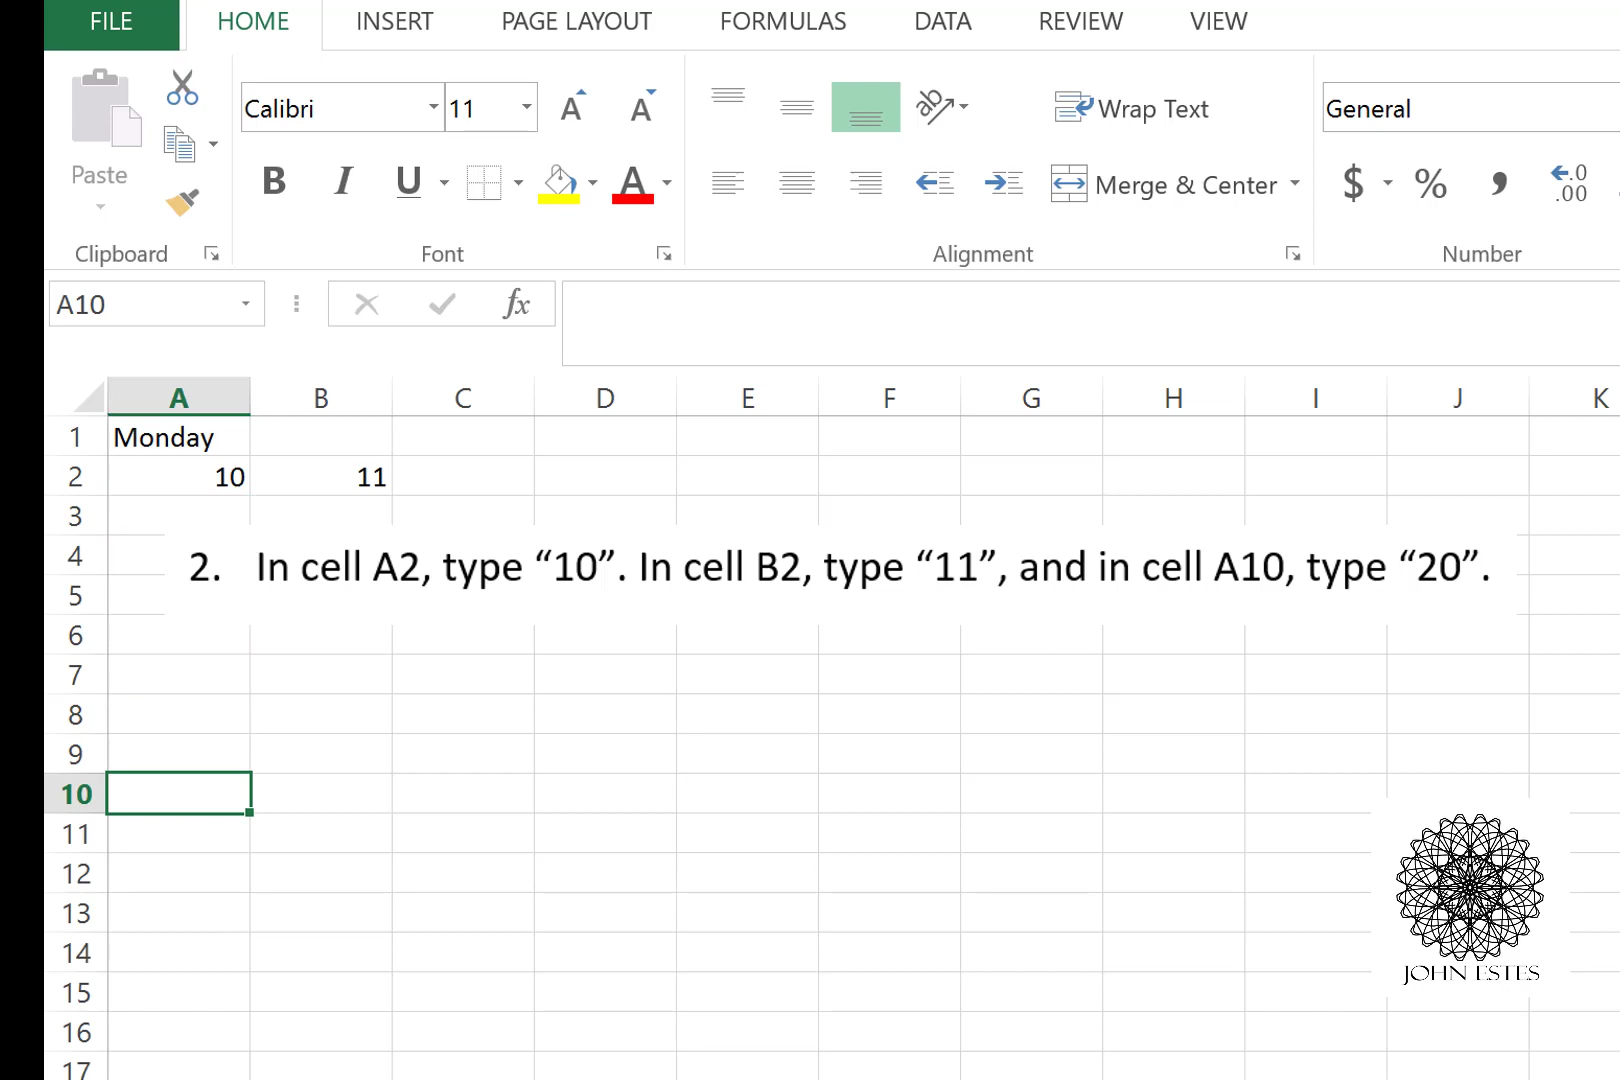 FILE HOME INSERT PAGE LAYOUT FORMULAS DATA REVIEW VIEW
Calibri 11 A A ab Wrap Text General
Paste B I U A Merge & Center $ % , .0 .00
Clipboard Font Alignment Number
A10 fx
A B C D E F G H I J K
1 Monday
2 10 11
3
4
2. In cell A2, type “10”. In cell B2, type “11”, and in cell A10, type “20”.
5
6
7
8
9
10
11
12
13
14
15
16
17
JOHN ESTES